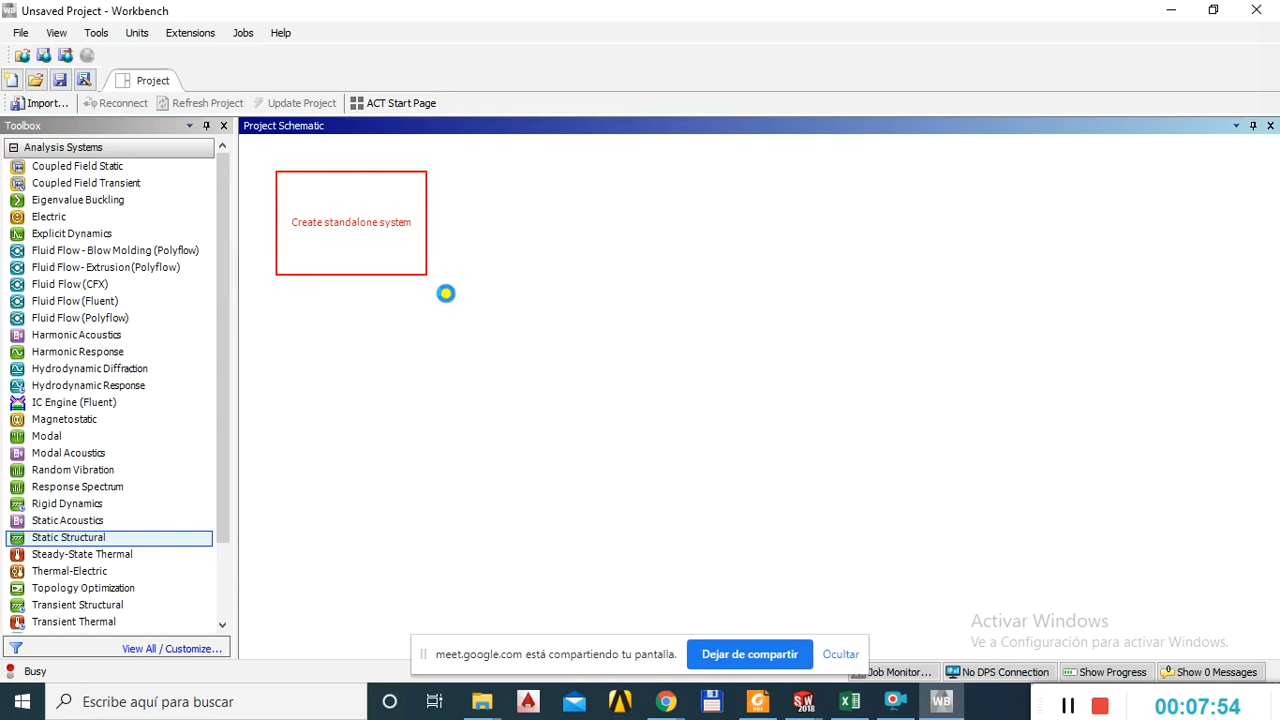 Unsaved Project - Workbench
File View Tools Units Extensions Jobs Help
Project
Import... Reconnect Refresh Project Update Project ACT Start Page
Toolbox
Project Schematic
Analysis Systems
Coupled Field Static
Coupled Field Transient
Eigenvalue Buckling
Electric
Explicit Dynamics
Fluid Flow - Blow Molding (Polyflow)
Fluid Flow- Extrusion (Polyflow)
Fluid Flow (CFX)
Fluid Flow (Fluent)
Fluid Flow (Polyflow)
Harmonic Acoustics
Harmonic Response
Hydrodynamic Diffraction
Hydrodynamic Response
IC Engine (Fluent)
Magnetostatic
Modal
Modal Acoustics
Random Vibration
Response Spectrum
Rigid Dynamics
Static Acoustics
Static Structural
Steady-State Thermal
Thermal-Electric
Topology Optimization
Transient Structural
Transient Thermal
View All / Customize...
Create standalone system
Activar Windows
Ve a Configuración para activar Windows.
meet.google.com está compartiendo tu pantalla. Dejar de compartir Ocultar
Busy
Job Monitor... No DPS Connection Show Progress Show 0 Messages
Escribe aquí para buscar
SW
2018
WB
00:07:54